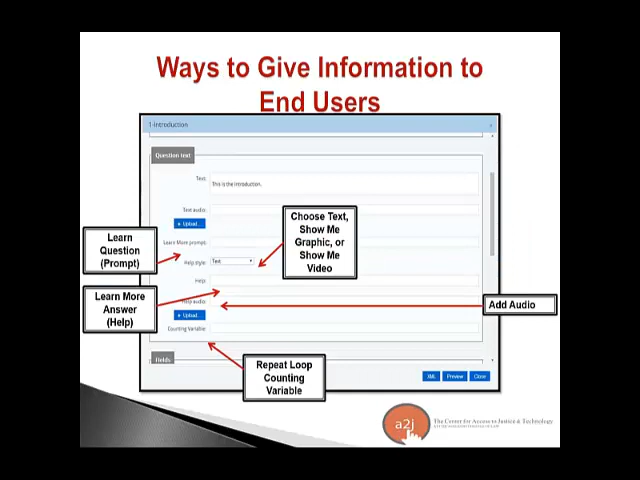 Ways to Give Information to
End Users
1-Introduction
Question text
Text:
This is the Introduction.
Text audio:
Upload...
Learn More prompt:
Help style:
Text
Help:
Help audio:
Upload...
Counting Variable:
Fields
XML
Preview
Close
Learn
Question
(Prompt)
Learn More
Answer
(Help)
Choose Text,
Show Me
Graphic, or
Show Me
Video
Add Audio
Repeat Loop
Counting
Variable
a2j
The Center for Access to Justice & Technology